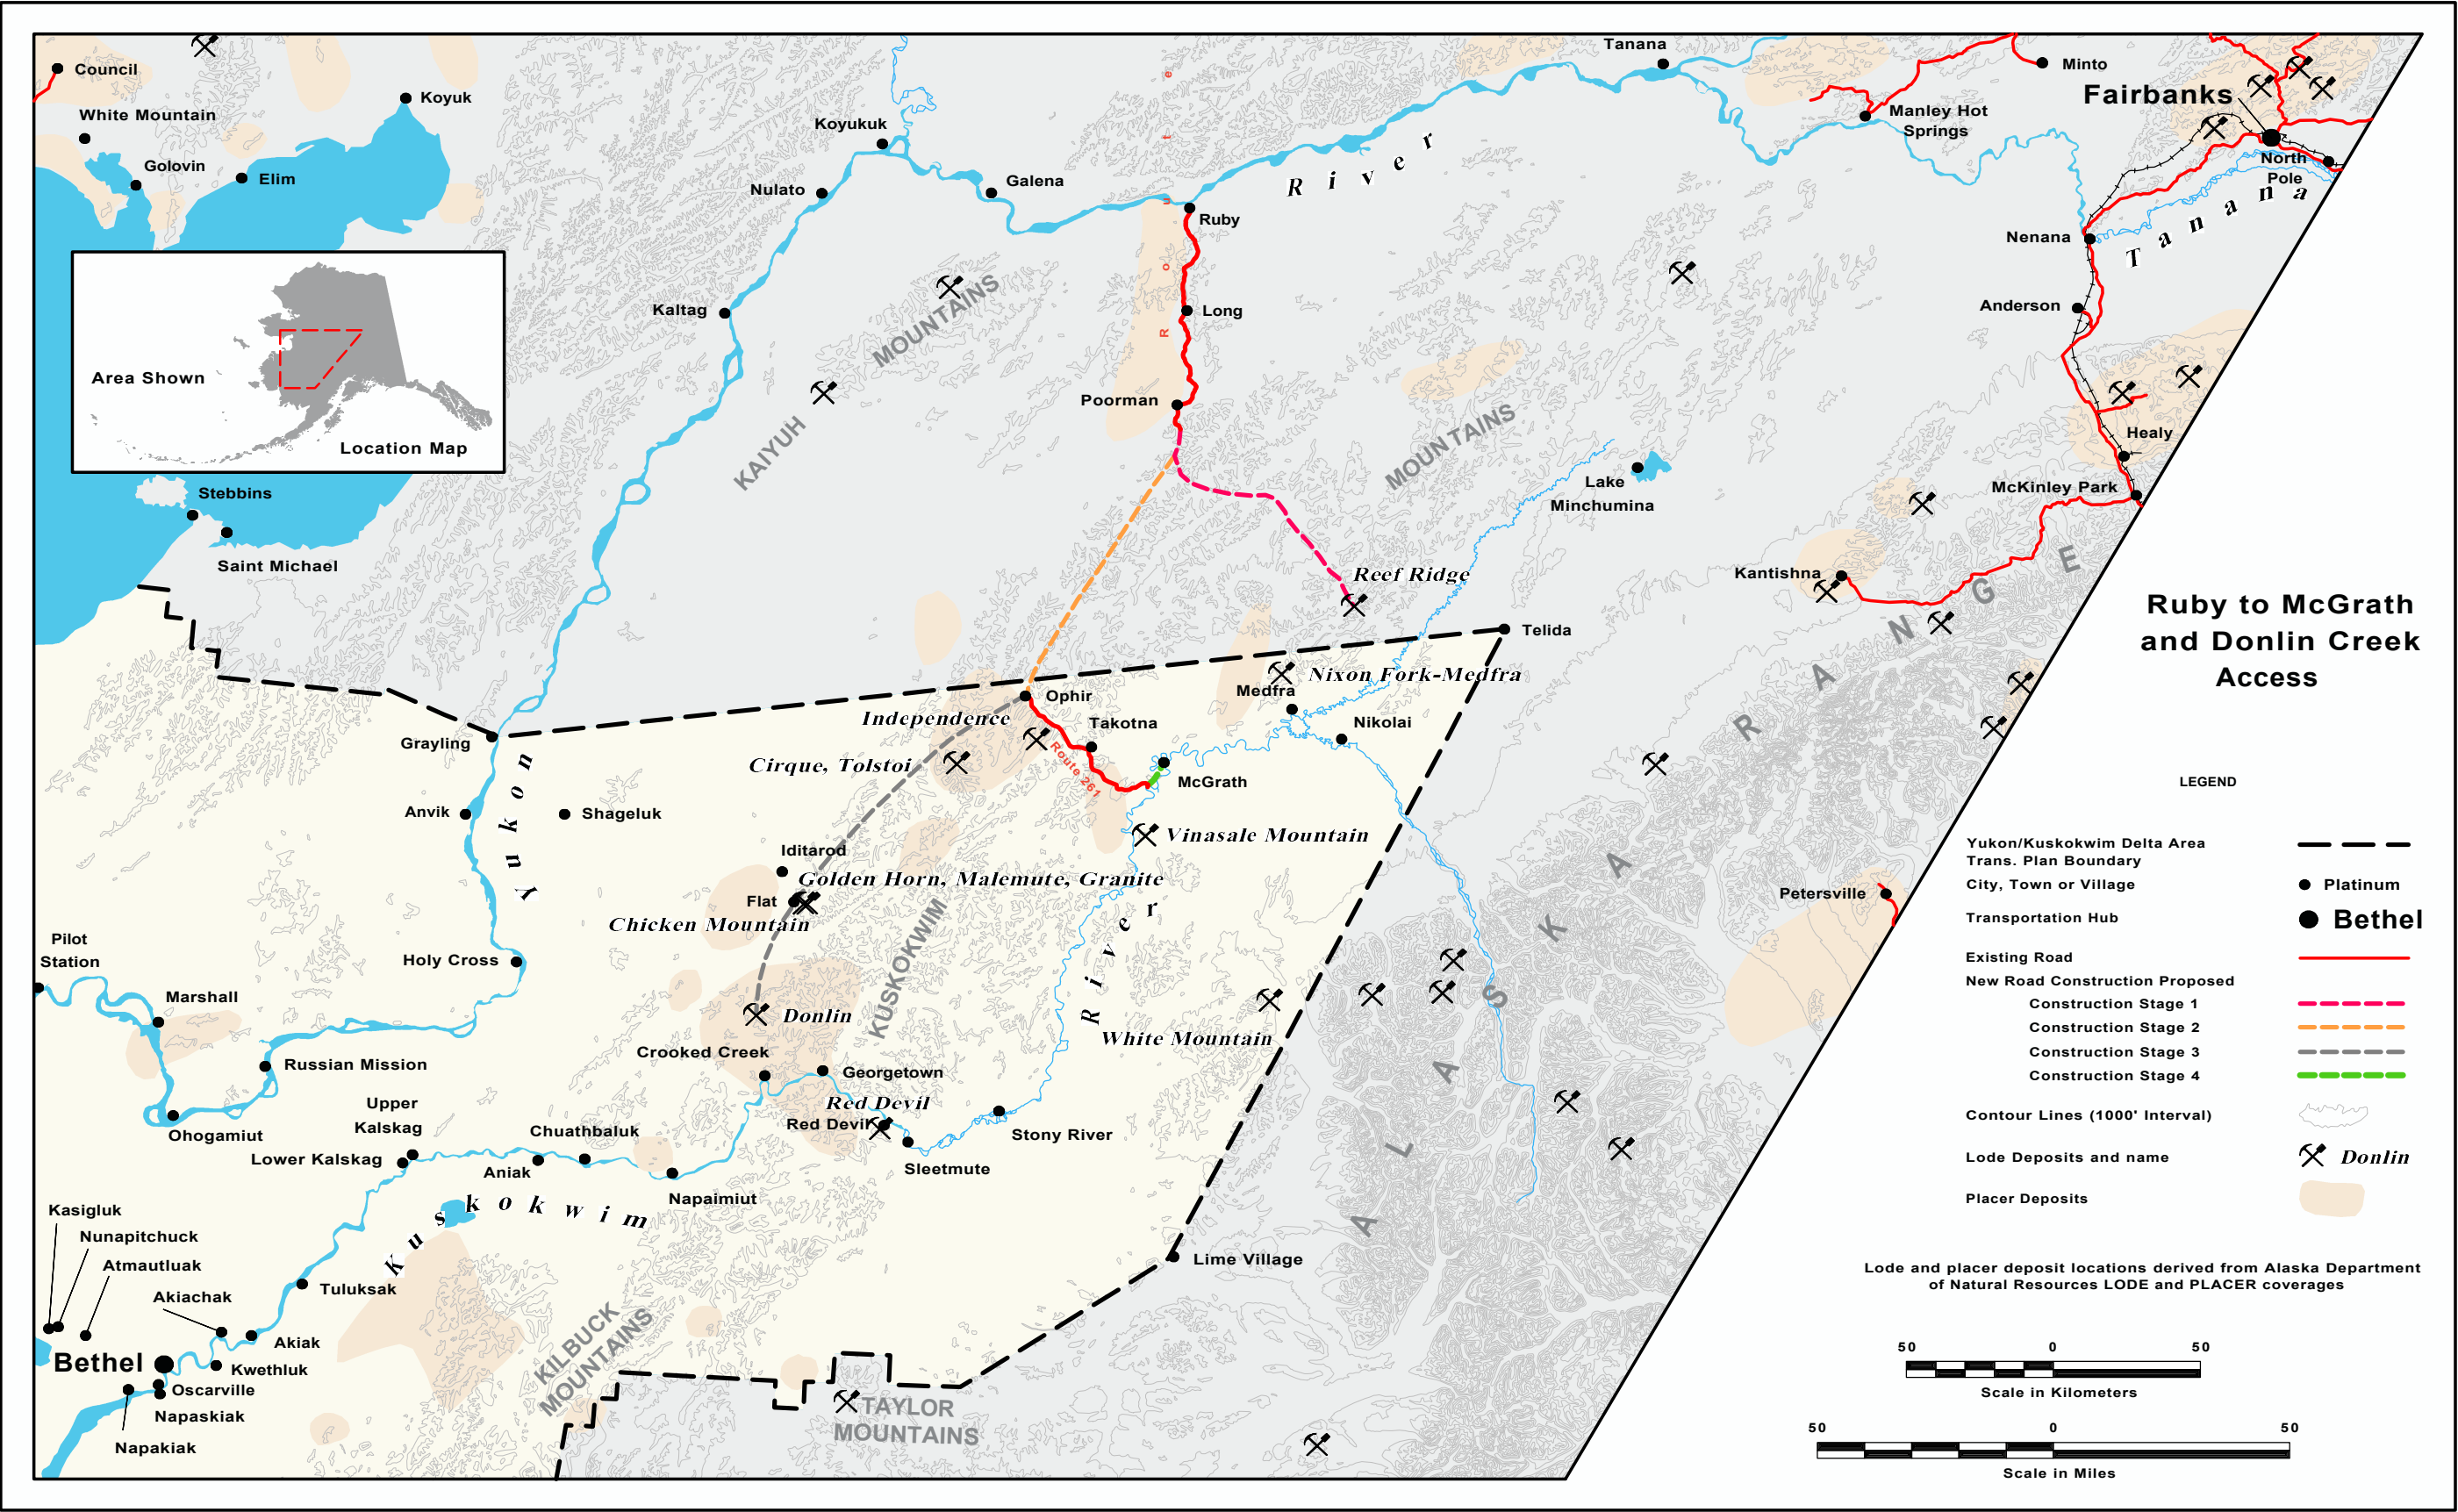 Council
White Mountain
Golovin
Elim
Koyuk
Koyukuk
Nulato
Galena
Kaltag
Tanana
Minto
Manley Hot
Springs
Fairbanks
North
Pole
Nenana
Anderson
Healy
McKinley Park
Kantishna
Petersville
River
Tanana
Route
Ruby
Long
Poorman
KAIYUH
MOUNTAINS
MOUNTAINS
Lake
Minchumina
Area Shown
Location Map
Stebbins
Saint Michael
Reef Ridge
Telida
Nixon Fork-Medfra
Medfra
Nikolai
Ophir
Independence
Takotna
Route 261
Cirque, Tolstoi
McGrath
Grayling
Yukon
Anvik
Shageluk
Vinasale Mountain
Iditarod
Golden Horn, Malemute, Granite
Flat
Chicken Mountain
KUSKOKWIM
River
Holy Cross
Pilot
Station
Marshall
Donlin
White Mountain
Crooked Creek
Georgetown
Russian Mission
Red Devil
Red Devil
Upper
Kalskag
Ohogamiut
Chuathbaluk
Stony River
Lower Kalskag
Aniak
Sleetmute
Napaimiut
Kuskokwim
Kasigluk
Nunapitchuck
Atmautluak
Akiachak
Tuluksak
Lime Village
Akiak
Bethel
Kwethluk
Oscarville
Napaskiak
Napakiak
KILBUCK
MOUNTAINS
TAYLOR
MOUNTAINS
ALASKA RANGE
Ruby to McGrath
and Donlin Creek
Access
LEGEND
Yukon/Kuskokwim Delta Area
Trans. Plan Boundary
City, Town or Village
Platinum
Transportation Hub
Bethel
Existing Road
New Road Construction Proposed
Construction Stage 1
Construction Stage 2
Construction Stage 3
Construction Stage 4
Contour Lines (1000' Interval)
Lode Deposits and name
Donlin
Placer Deposits
Lode and placer deposit locations derived from Alaska Department
of Natural Resources LODE and PLACER coverages
50 0 50
Scale in Kilometers
50 0 50
Scale in Miles